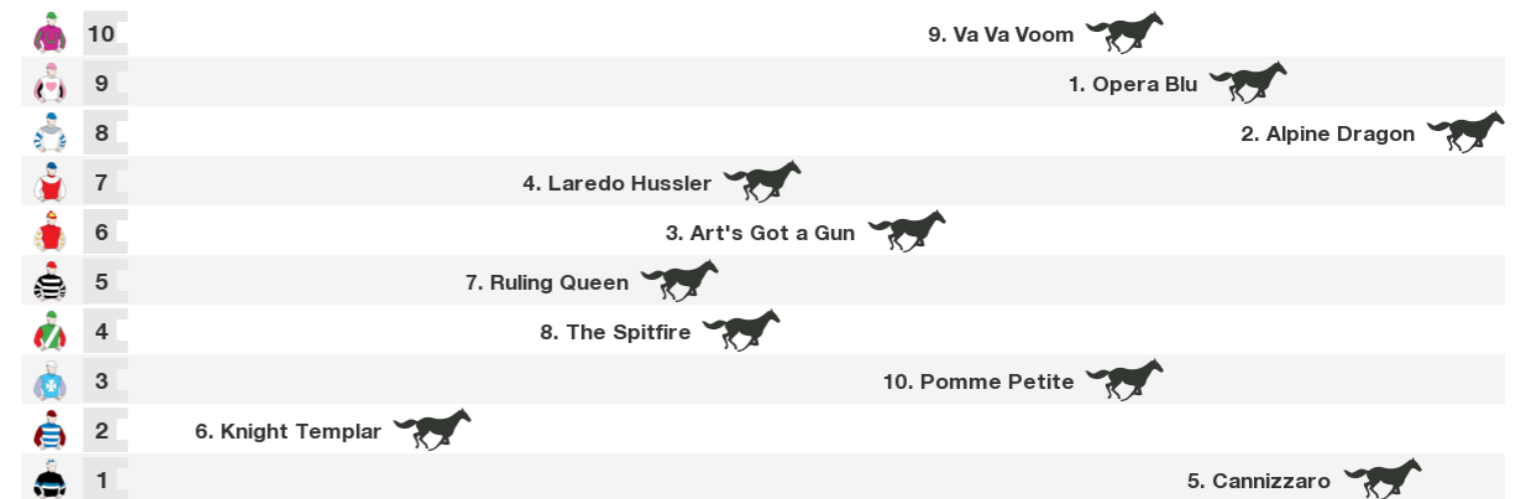 10 9. Va Va Voom
9 1. Opera Blu
8 2. Alpine Dragon
7 4. Laredo Hussler
6 3. Art's Got a Gun
5 7. Ruling Queen
4 8. The Spitfire
3 10. Pomme Petite
2 6. Knight Templar
1 5. Cannizzaro